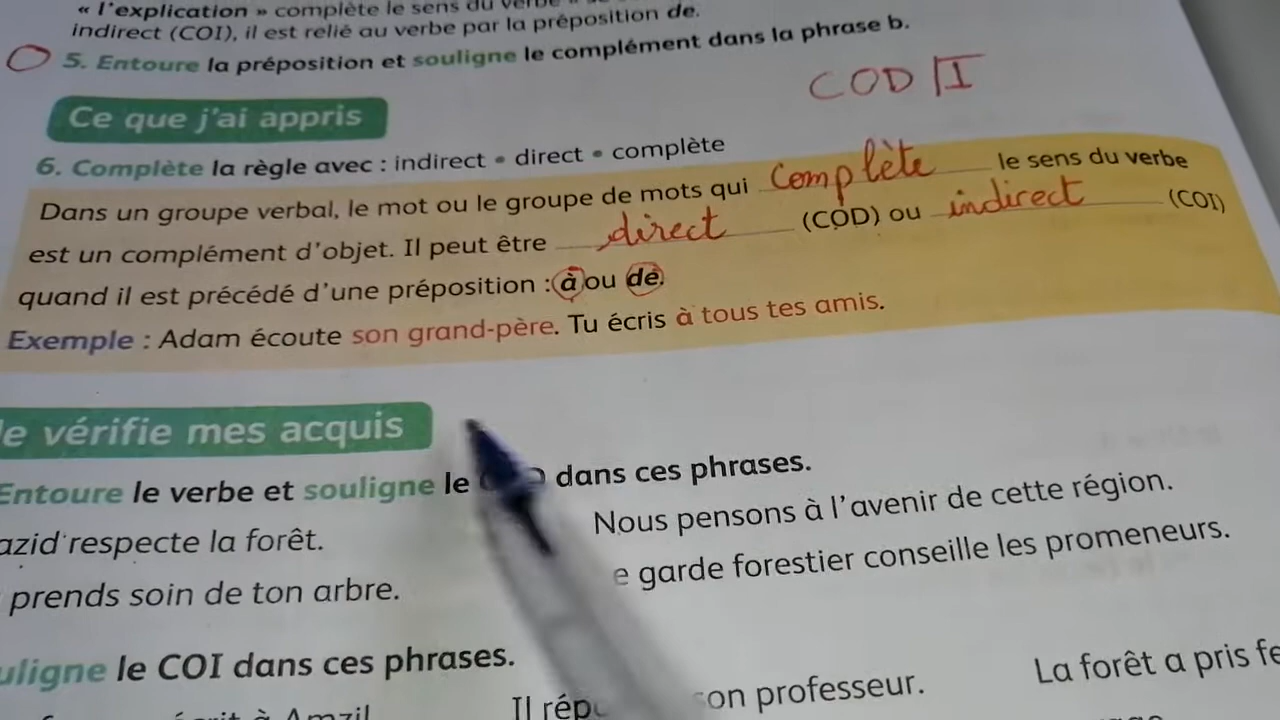 « l'explication » complète le sens du verbe «
indirect (COI), il est relié au verbe par la préposition de.
5. Entoure la préposition et souligne le complément dans la phrase b.
COD I
Ce que j'ai appris
6. Complète la règle avec : indirect • direct • complète
Dans un groupe verbal, le mot ou le groupe de mots qui complète le sens du verbe
est un complément d'objet. Il peut être direct (COD) ou indirect (COI)
quand il est précédé d'une préposition : à ou de.
Exemple : Adam écoute son grand-père. Tu écris à tous tes amis.
le vérifie mes acquis
Entoure le verbe et souligne le dans ces phrases.
azid respecte la forêt. Nous pensons à l'avenir de cette région.
prends soin de ton arbre. e garde forestier conseille les promeneurs.
uligne le COI dans ces phrases.
à Amzil Il rép son professeur. La forêt a pris fe